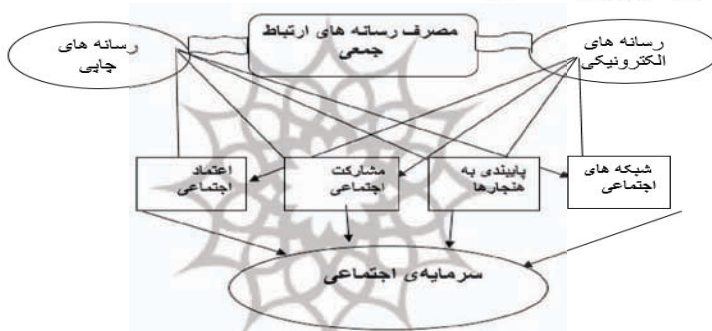 مصرف رسانه های ارتباط
جمعی
رسانه های
الکترونیکی
رسانه های
چاپی
شبکه های
اجتماعی
پایبندی به
هنجارها
مشارکت
اجتماعی
اعتماد
اجتماعی
سرمایه‌ی اجتماعی